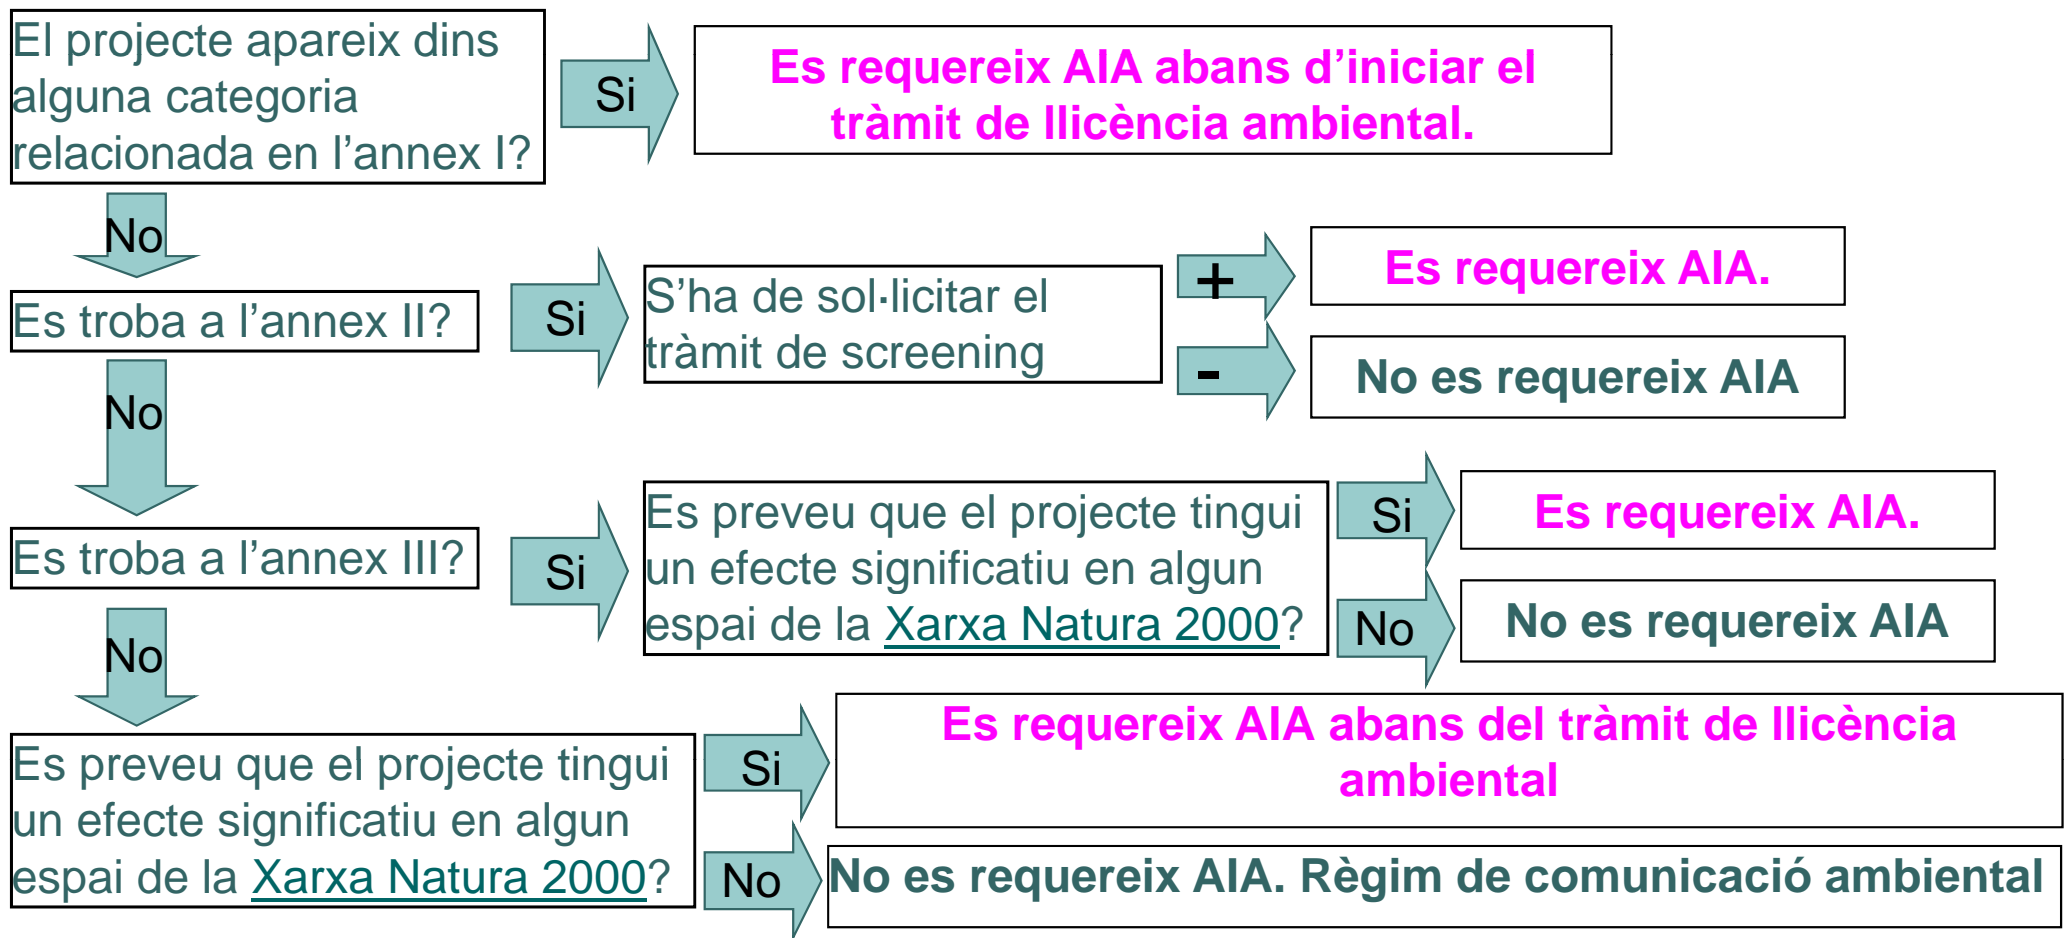 El projecte apareix dins
alguna categoria
relacionada en l’annex I?
Si
Es requereix AIA abans d’iniciar el
tràmit de llicència ambiental.
No
Es troba a l’annex II?
Si
S’ha de sol·licitar el
tràmit de screening
+
Es requereix AIA.
-
No es requereix AIA
No
Es troba a l’annex III?
Si
Es preveu que el projecte tingui
un efecte significatiu en algun
espai de la Xarxa Natura 2000?
Si
Es requereix AIA.
No
No es requereix AIA
No
Es preveu que el projecte tingui
un efecte significatiu en algun
espai de la Xarxa Natura 2000?
Si
Es requereix AIA abans del tràmit de llicència
ambiental
No
No es requereix AIA. Règim de comunicació ambiental